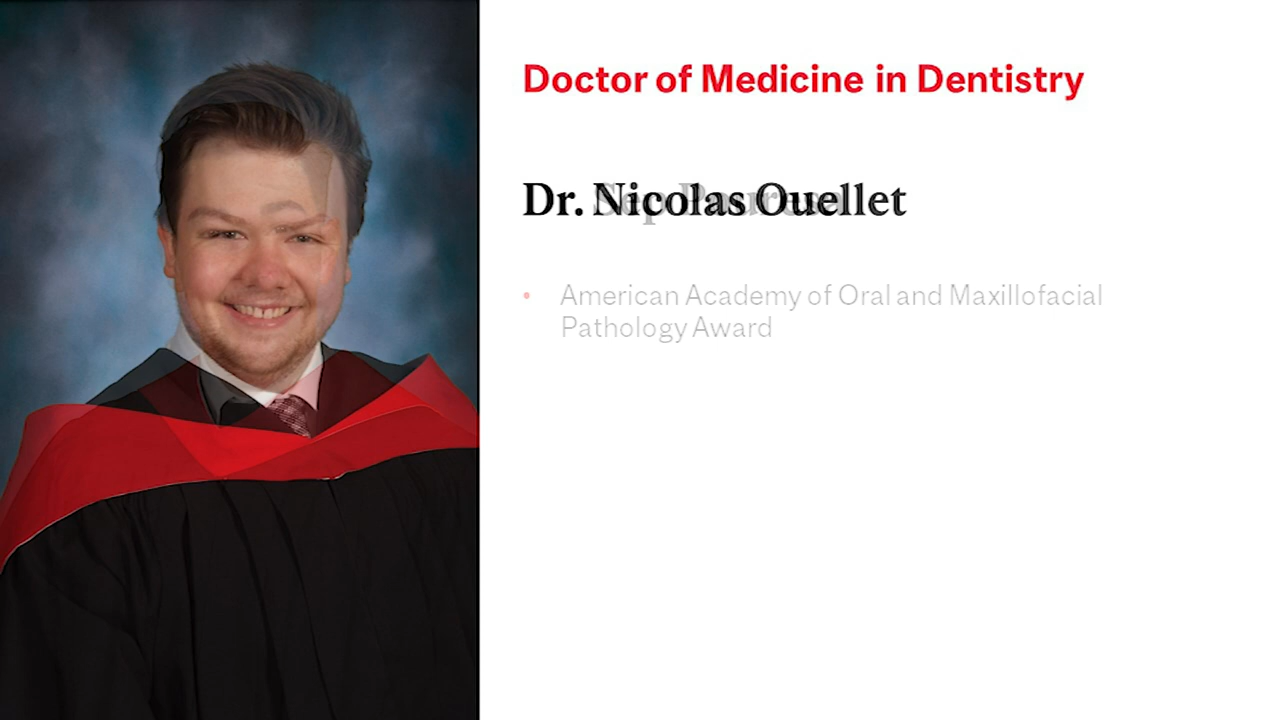 Doctor of Medicine in Dentistry
Dr. Nicolas Ouellet
• American Academy of Oral and Maxillofacial
Pathology Award